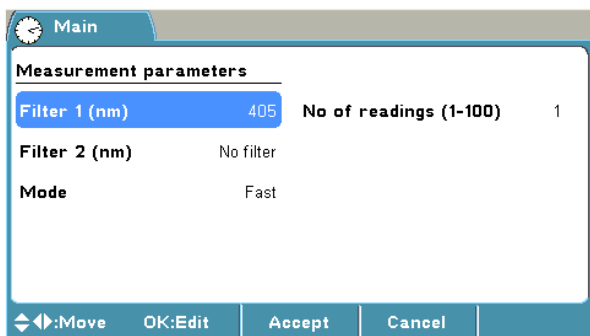 Main
Measurement parameters
Filter 1 (nm) 405 No of readings (1-100) 1
Filter 2 (nm) No filter
Mode Fast
:Move OK:Edit Accept Cancel